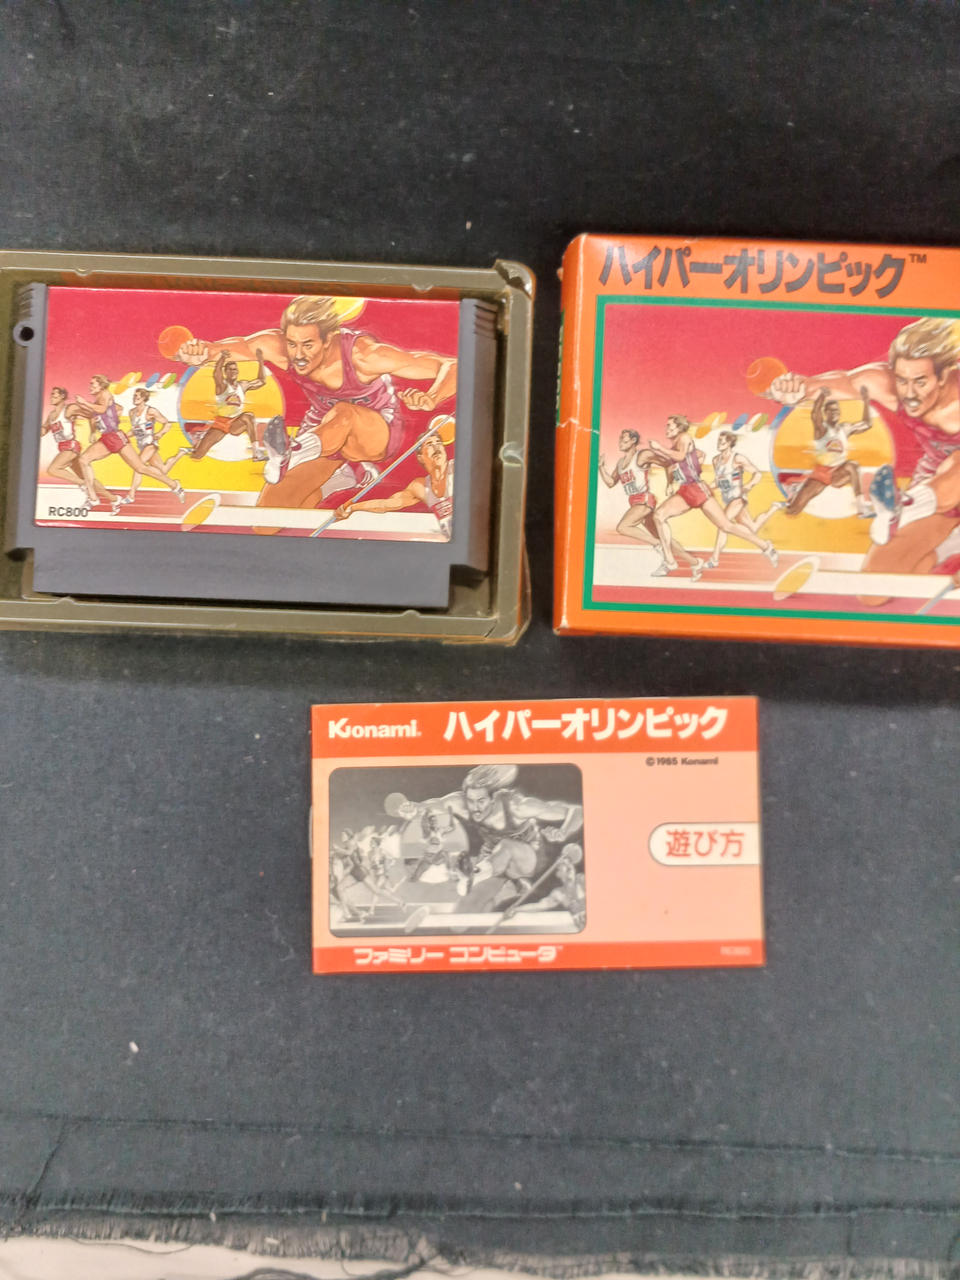 ハイパーオリンピック™
RC800
Konami® ハイパーオリンピック
©1985 Konami
遊び方
ファミリー コンピュータ™